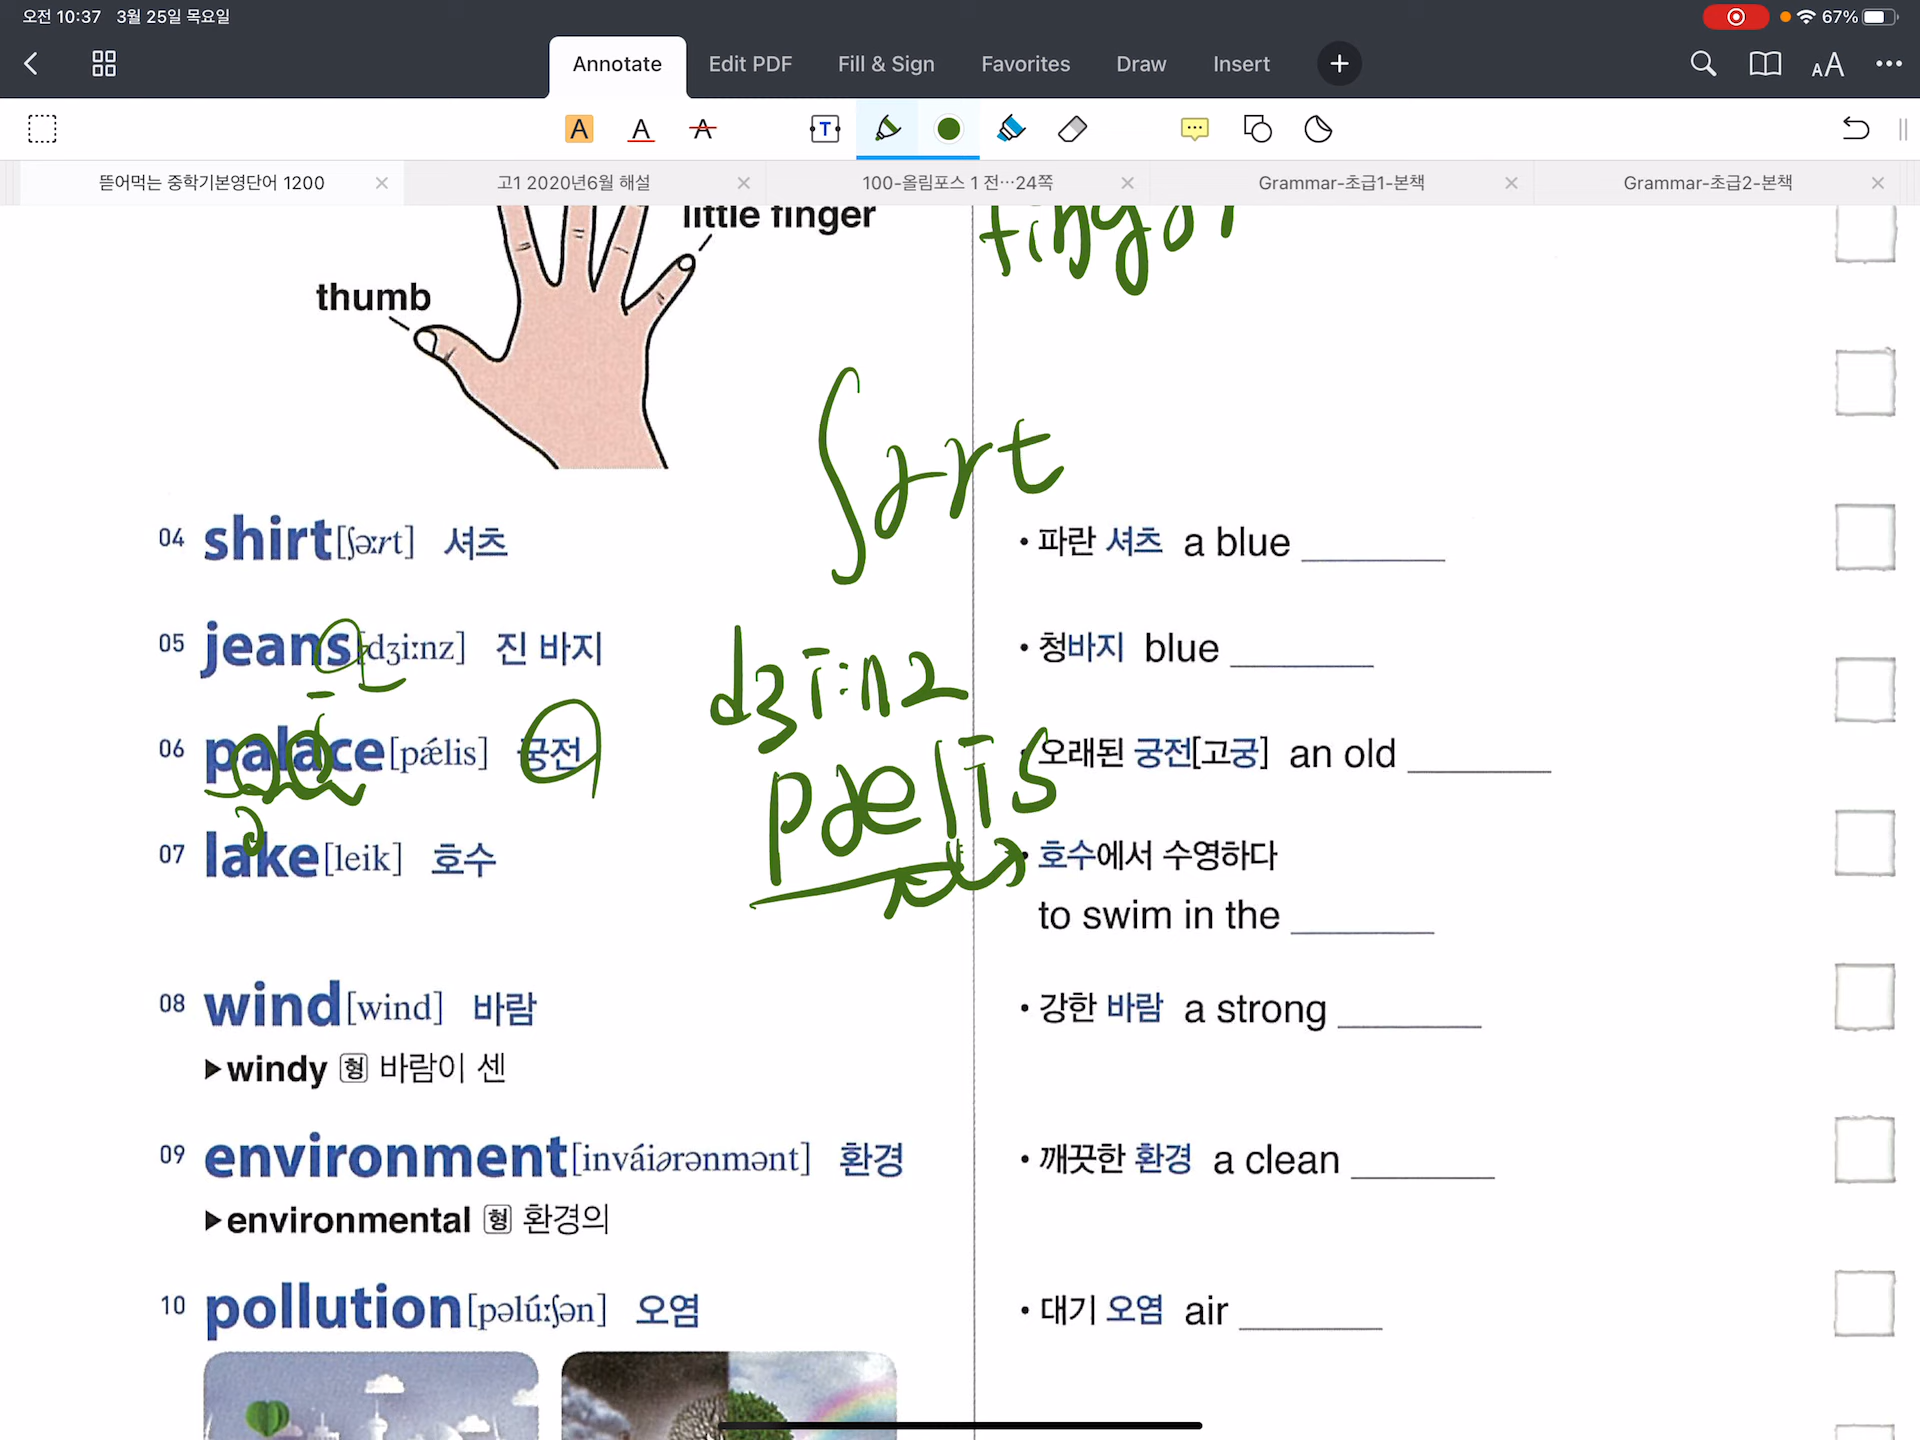 오전 10:37 3월 25일 목요일 67%
Annotate Edit PDF Fill & Sign Favorites Draw Insert
뜯어먹는 중학기본영단어 1200 고1 2020년6월 해설 100-올림포스 1 전…24쪽 Grammar-초급1-본책 Grammar-초급2-본책
little finger
finger
thumb
ʃərt
04 shirt[ʃəːrt] 셔츠
• 파란 셔츠 a blue
05 jeans[dʒiːnz] 진 바지
dʒi:nz
• 청바지 blue
06 palace[pǽlis] 궁전
pælis
오래된 궁전[고궁] an old
07 lake[leik] 호수
• 호수에서 수영하다
to swim in the
08 wind[wind] 바람
• 강한 바람 a strong
▶windy 형 바람이 센
09 environment[inváiərənmənt] 환경
• 깨끗한 환경 a clean
▶environmental 형 환경의
10 pollution[pəlúːʃən] 오염
• 대기 오염 air